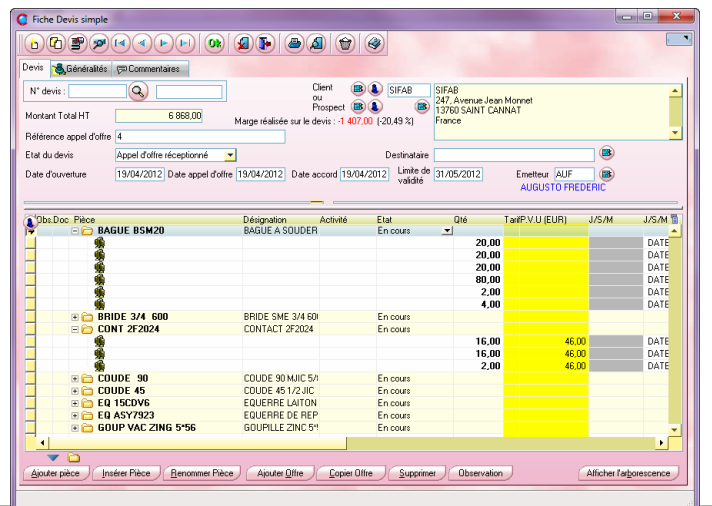 Fiche Devis simple
Ok
Devis Généralités Commentaires
N° devis :
Client ou Prospect
SIFAB
SIFAB
247, Avenue Jean Monnet
13760 SAINT CANNAT
France
Montant Total HT 6 868,00
Marge réalisée sur le devis : -1 407,00 (-20,49 %)
Référence appel d'offre 4
Etat du devis Appel d'offre réceptionné Destinataire
Date d'ouverture 19/04/2012 Date appel d'offre 19/04/2012 Date accord 19/04/2012 Limite de validité 31/05/2012 Emetteur AUF
AUGUSTO FREDERIC
Obs.Doc Pièce Désignation Activité Etat Qté Tarif P.V.U (EUR) J/S/M J/S/M
BAGUE BSM20 BAGUE A SOUDER En cours
20,00 DATE
20,00 DATE
20,00 DATE
80,00 DATE
2,00 DATE
4,00 DATE
BRIDE 3/4 600 BRIDE SME 3/4 60 En cours
CONT 2F2024 CONTACT 2F2024 En cours
16,00 46,00 DATE
16,00 46,00 DATE
2,00 46,00 DATE
COUDE 90 COUDE 90 MJIC 5/ En cours
COUDE 45 COUDE 45 1/2 JIC En cours
EQ 15CDV6 EQUERRE LAITON En cours
EQ ASY7923 EQUERRE DE REP En cours
GOUP VAC ZING 5*56 GOUPILLE ZINC 5* En cours
Ajouter pièce Insérer Pièce Renommer Pièce Ajouter Offre Copier Offre Supprimer Observation Afficher l'arborescence